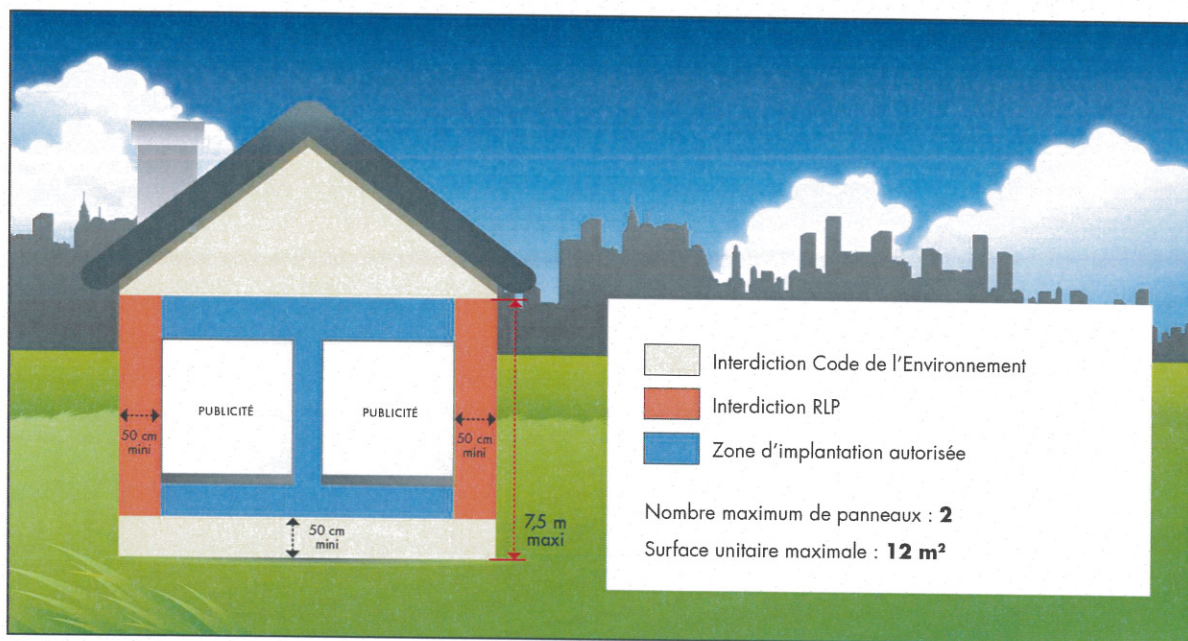 PUBLICITÉ
PUBLICITÉ
50 cm
mini
50 cm
mini
50 cm
mini
7,5 m
maxi
Interdiction Code de l'Environnement
Interdiction RLP
Zone d'implantation autorisée
Nombre maximum de panneaux : 2
Surface unitaire maximale : 12 m²